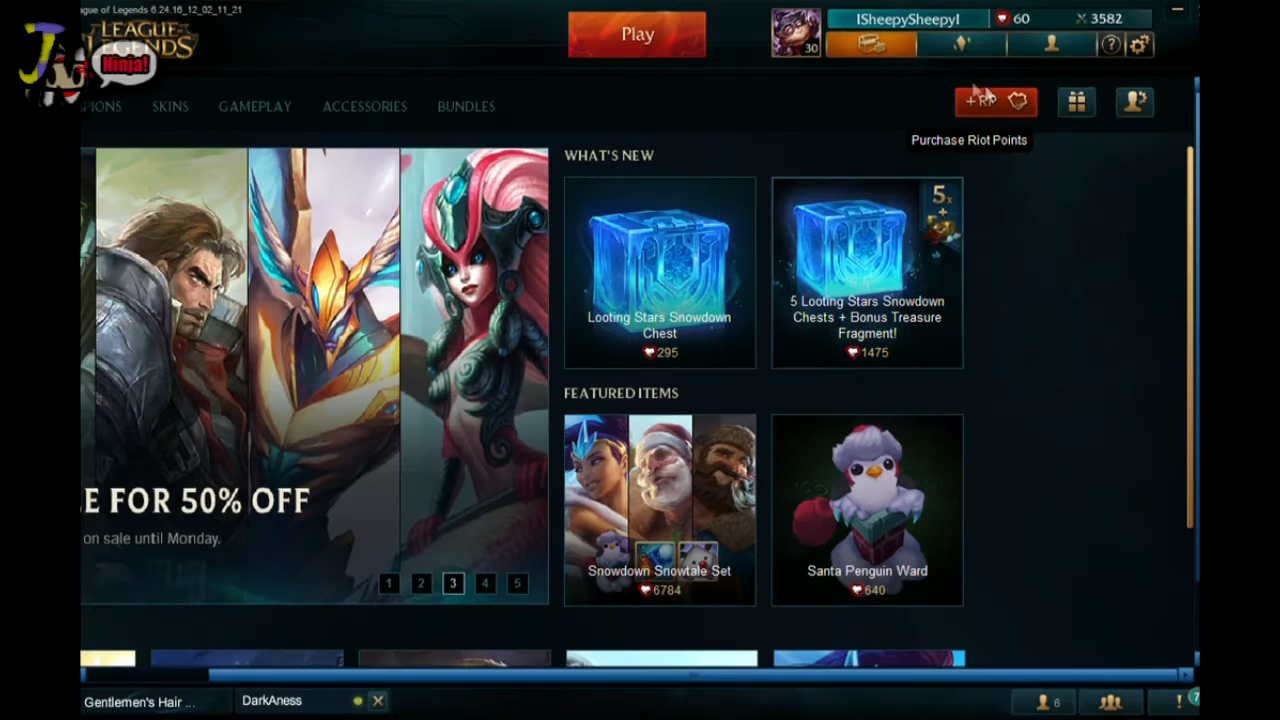 gue of Legends 6.24.16_12_02_11_21
LEAGUE
LEGENDS
J
Ninja!
Play
30
ISheepySheepyI
60
3582
?
PIONS
SKINS
GAMEPLAY
ACCESSORIES
BUNDLES
+ RP
Purchase Riot Points
WHAT'S NEW
Looting Stars Snowdown
Chest
295
5x
+
5 Looting Stars Snowdown
Chests + Bonus Treasure
Fragment!
1475
E FOR 50% OFF
on sale until Monday.
1 2 3 4 5
FEATURED ITEMS
Snowdown Snowtale Set
6784
Santa Penguin Ward
640
Gentlemen's Hair ...
DarkAness
X
6
!
7